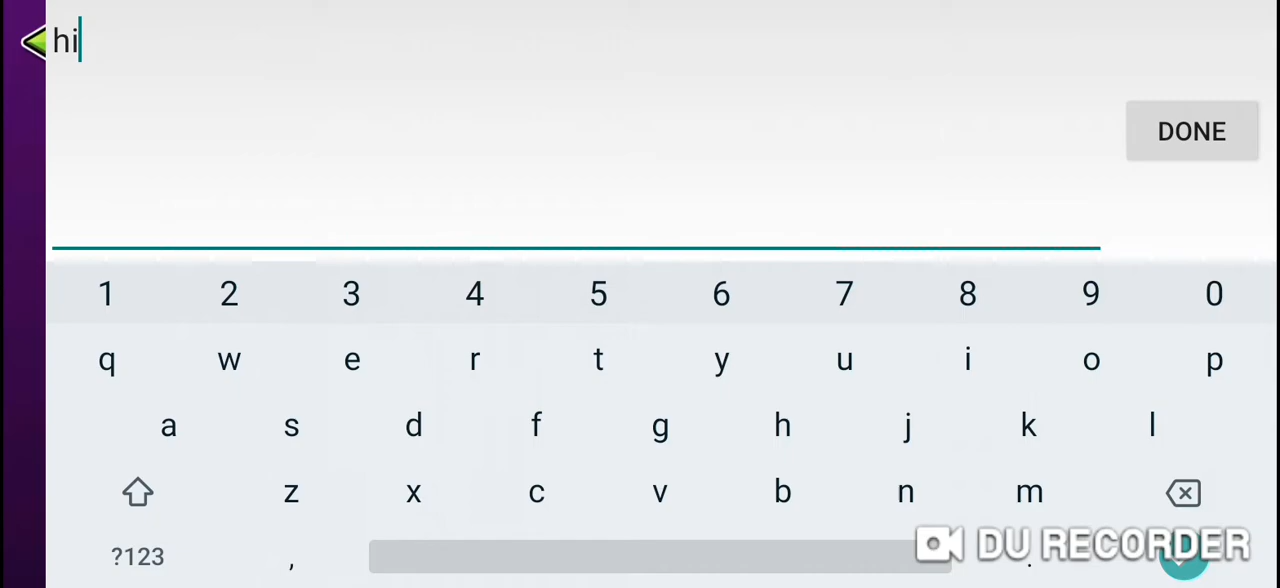 hi
DONE
1 2 3 4 5 6 7 8 9 0
q w e r t y u i o p
a s d f g h j k l
z x c v b n m
?123 , .
DU RECORDER